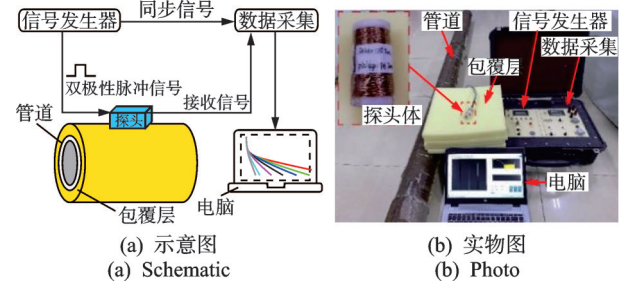 信号发生器
同步信号
数据采集
双极性脉冲信号
接收信号
管道
探头
包覆层
电脑
(a) 示意图
(a) Schematic
管道
信号发生器
数据采集
包覆层
探头体
电脑
(b) 实物图
(b) Photo